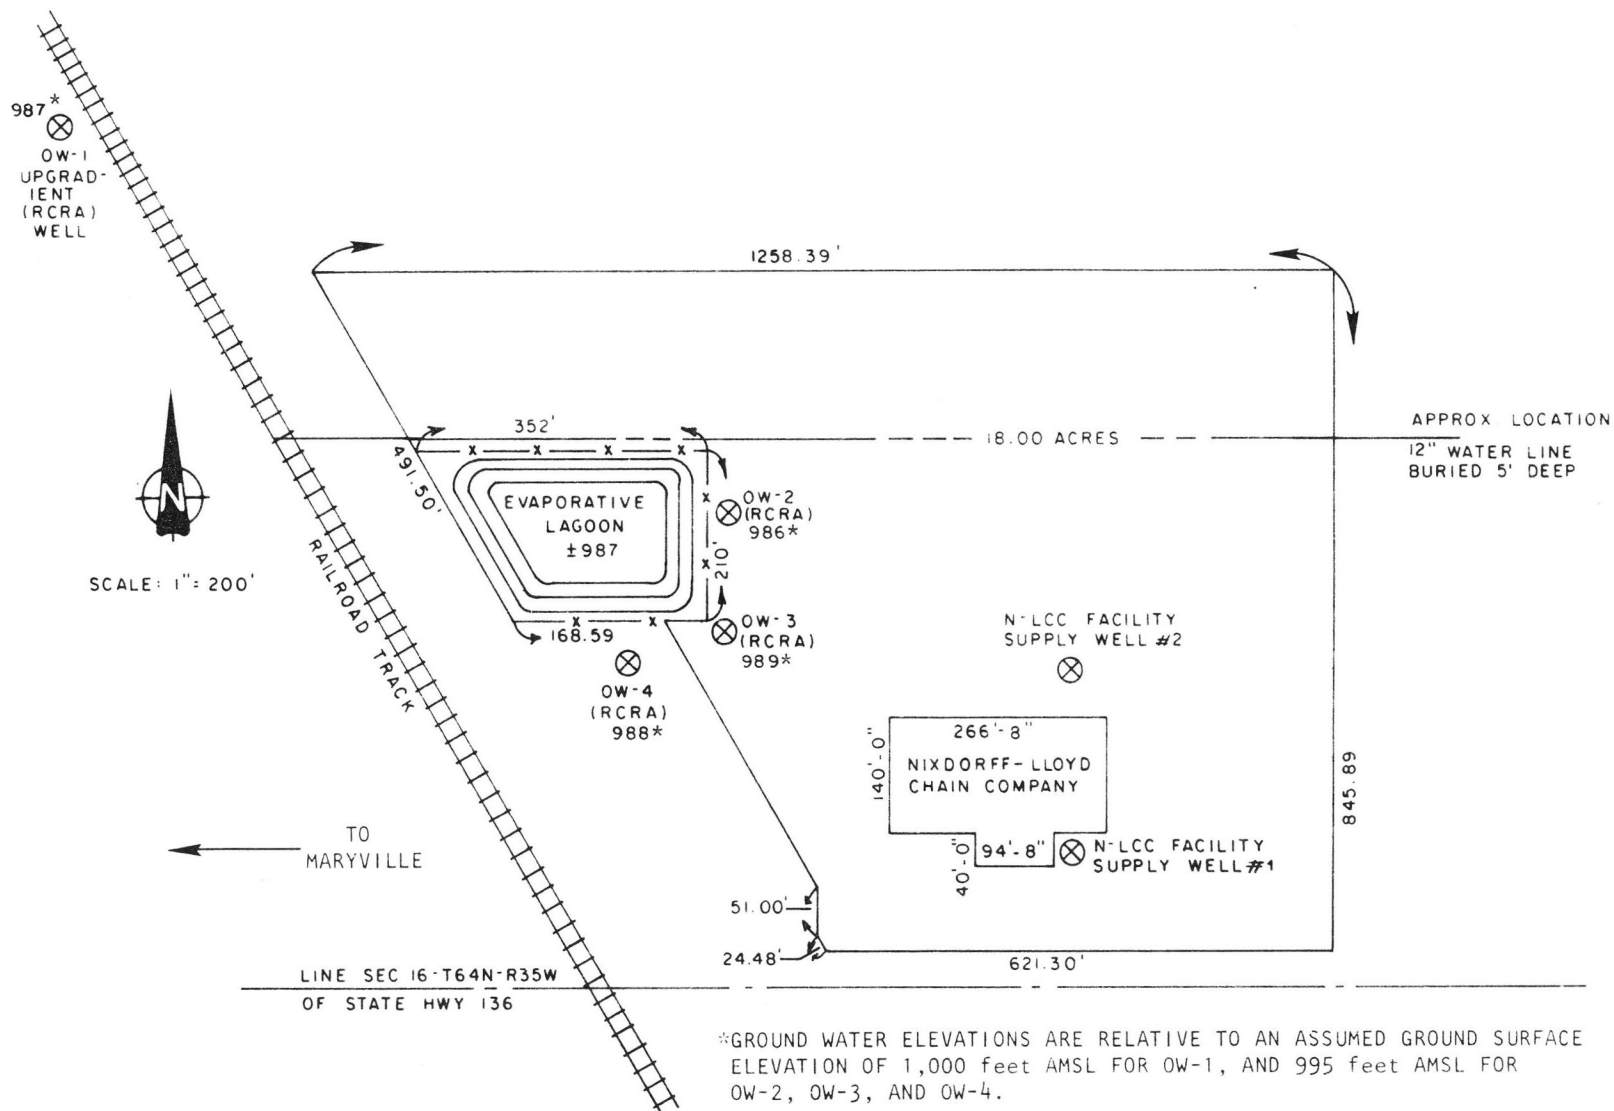 987*
OW-1
UPGRAD-
IENT
(RCRA)
WELL
1258.39'
352'
18.00 ACRES
APPROX. LOCATION
12" WATER LINE
BURIED 5' DEEP
491.50'
EVAPORATIVE
LAGOON
±987
OW-2
(RCRA)
986*
210'
N
SCALE: 1"= 200'
RAILROAD TRACK
168.59
OW-3
(RCRA)
989*
OW-4
(RCRA)
988*
N-LCC FACILITY
SUPPLY WELL #2
266'-8"
140'-0"
NIXDORFF-LLOYD
CHAIN COMPANY
845.89
TO
MARYVILLE
40'-0"
94'-8"
N-LCC FACILITY
SUPPLY WELL #1
51.00'
24.48'
621.30'
LINE SEC 16-T64N-R35W
OF STATE HWY 136
*GROUND WATER ELEVATIONS ARE RELATIVE TO AN ASSUMED GROUND SURFACE
ELEVATION OF 1,000 feet AMSL FOR OW-1, AND 995 feet AMSL FOR
OW-2, OW-3, AND OW-4.